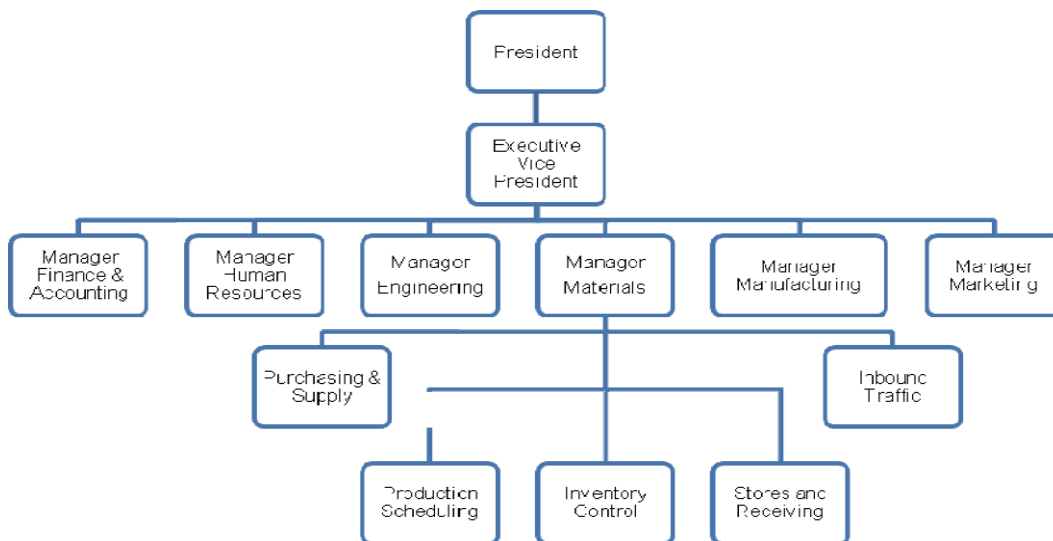 President
Executive
Vice
President
Manager
Finance &
Accounting
Manager
Human
Resources
Manager
Engineering
Manager
Materials
Manager
Manufacturing
Manager
Marketing
Purchasing &
Supply
Inbound
Traffic
Production
Scheduling
Inventory
Control
Stores and
Receiving